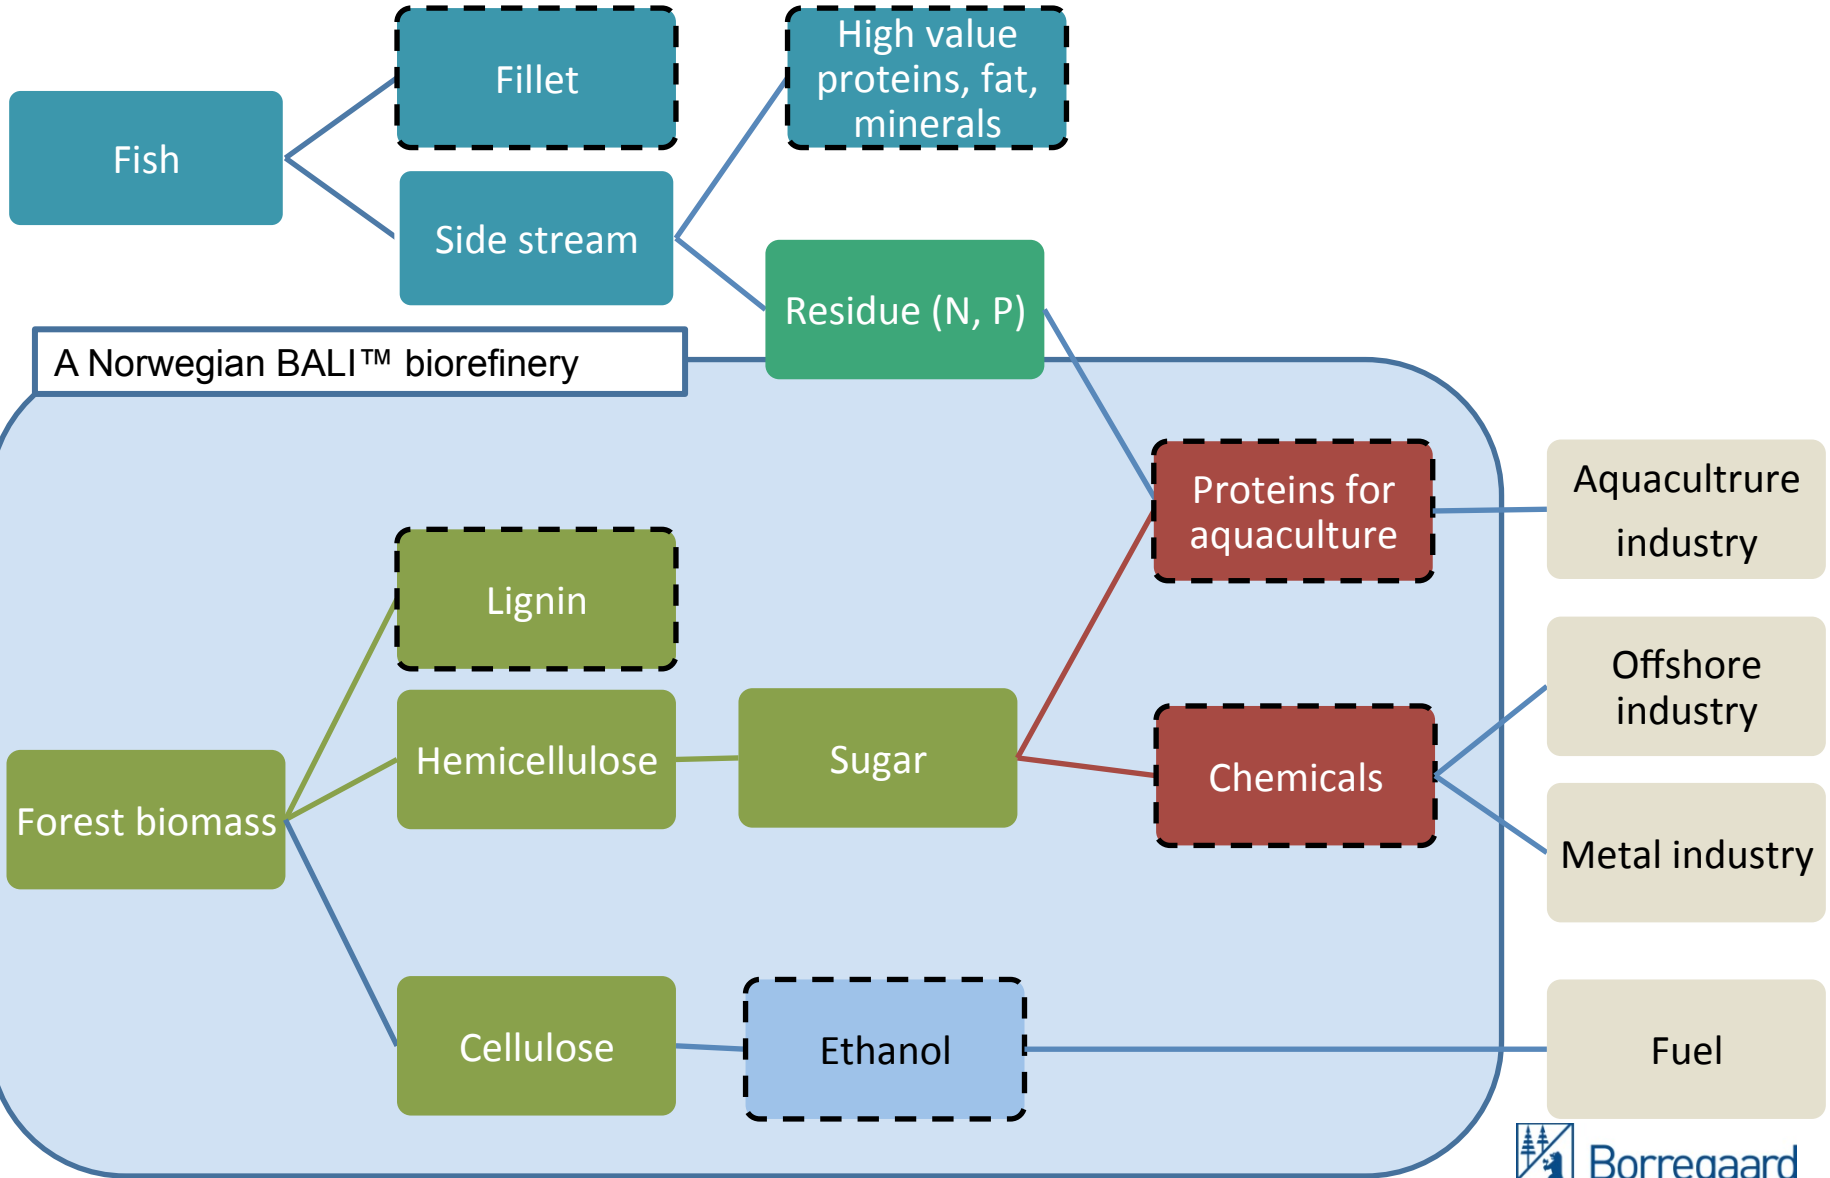 Fish
Fillet
Side stream
High value
proteins, fat,
minerals
Residue (N, P)
A Norwegian BALI™ biorefinery
Forest biomass
Lignin
Hemicellulose
Cellulose
Sugar
Ethanol
Proteins for
aquaculture
Chemicals
Aquacultrure
industry
Offshore
industry
Metal industry
Fuel
Borregaard